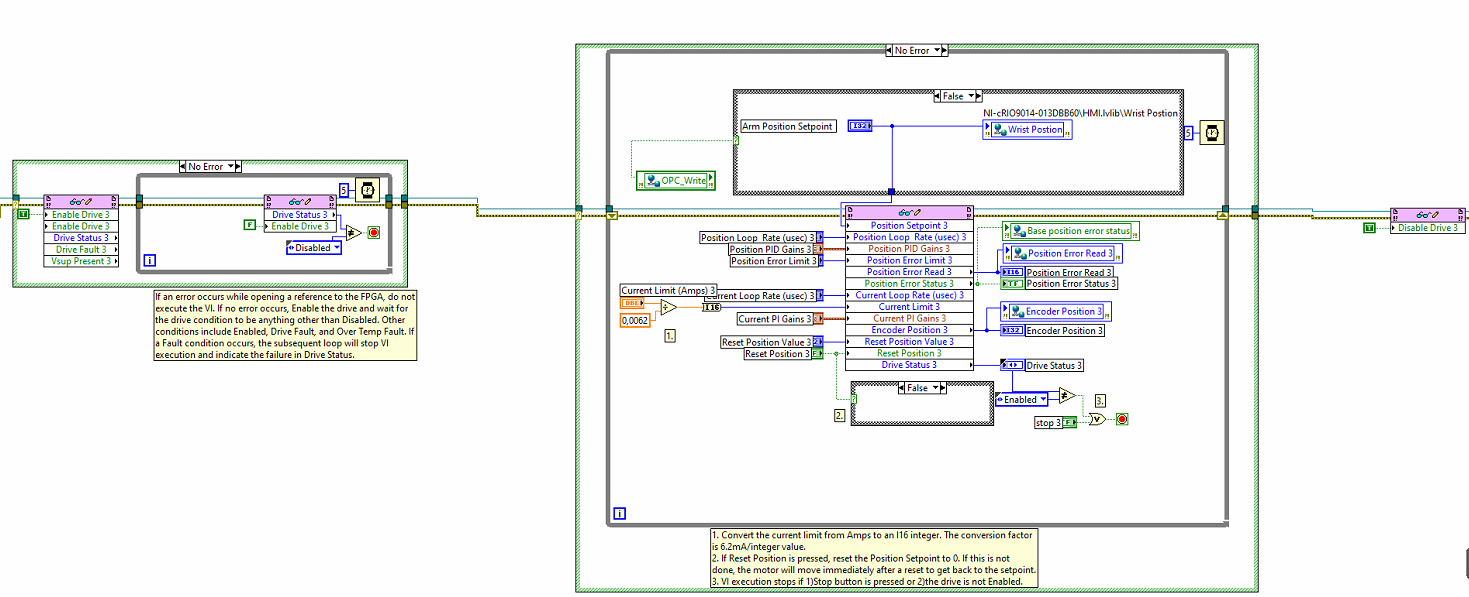 No Error
Enable Drive 3
Enable Drive 3
Drive Status 3
Drive Fault 3
Vsup Present 3
T
5
Drive Status 3
Enable Drive 3
F
Disabled
i
If an error occurs while opening a reference to the FPGA, do not
execute the VI. If no error occurs, Enable the drive and wait for
the drive condition to be anything other than Disabled. Other
conditions include Enabled, Drive Fault, and Over Temp Fault. If
a Fault condition occurs, the subsequent loop will stop VI
execution and indicate the failure in Drive Status.
No Error
False
NI-cRIO9014-013DBB60\HMI.lvlib\Wrist Postion
Arm Position Setpoint
I32
Wrist Postion
5
OPC_Write
Position Setpoint 3
Position Loop Rate (usec) 3
Position Loop Rate (usec) 3
Position PID Gains 3
Position PID Gains 3
Position Error Limit 3
Position Error Limit 3
Position Error Read 3
Position Error Status 3
Current Loop Rate (usec) 3
Current Limit 3
Current PI Gains 3
Encoder Position 3
Reset Position Value 3
Reset Position 3
Drive Status 3
Current Limit (Amps) 3
urrent Loop Rate (usec) 3
DBL
0,0062
I16
1.
Current PI Gains 3
Reset Position Value 3
Reset Position 3
Base position error status
Position Error Read 3
I16
Position Error Read 3
TF
Position Error Status 3
Encoder Position 3
I32
Encoder Position 3
Drive Status 3
False
2.
Enabled
3.
stop 3
TF
i
1. Convert the current limit from Amps to an I16 integer. The conversion factor
is 6.2mA/integer value.
2. If Reset Position is pressed, reset the Position Setpoint to 0. If this is not
done, the motor will move immediately after a reset to get back to the setpoint.
3. VI execution stops if 1)Stop button is pressed or 2)the drive is not Enabled.
T
Disable Drive 3